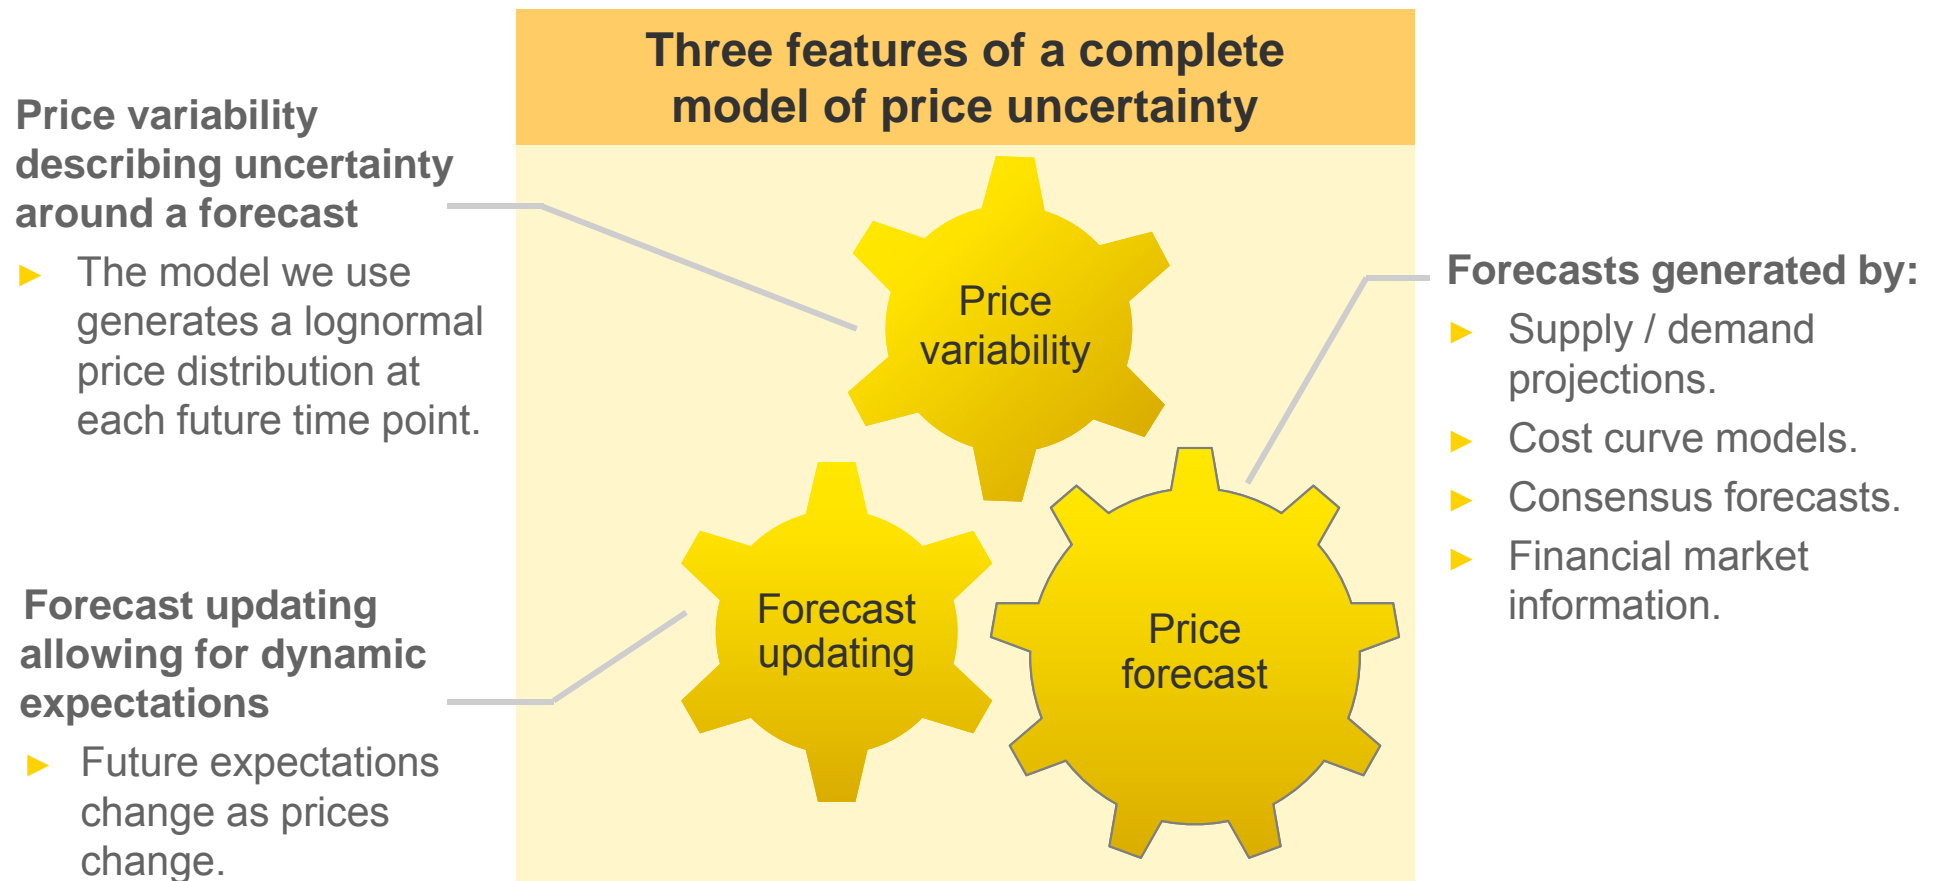 Three features of a complete
model of price uncertainty
Price variability
describing uncertainty
around a forecast
► The model we use
generates a lognormal
price distribution at
each future time point.
Forecast updating
allowing for dynamic
expectations
► Future expectations
change as prices
change.
Price
variability
Forecast
updating
Price
forecast
Forecasts generated by:
► Supply / demand
projections.
► Cost curve models.
► Consensus forecasts.
► Financial market
information.